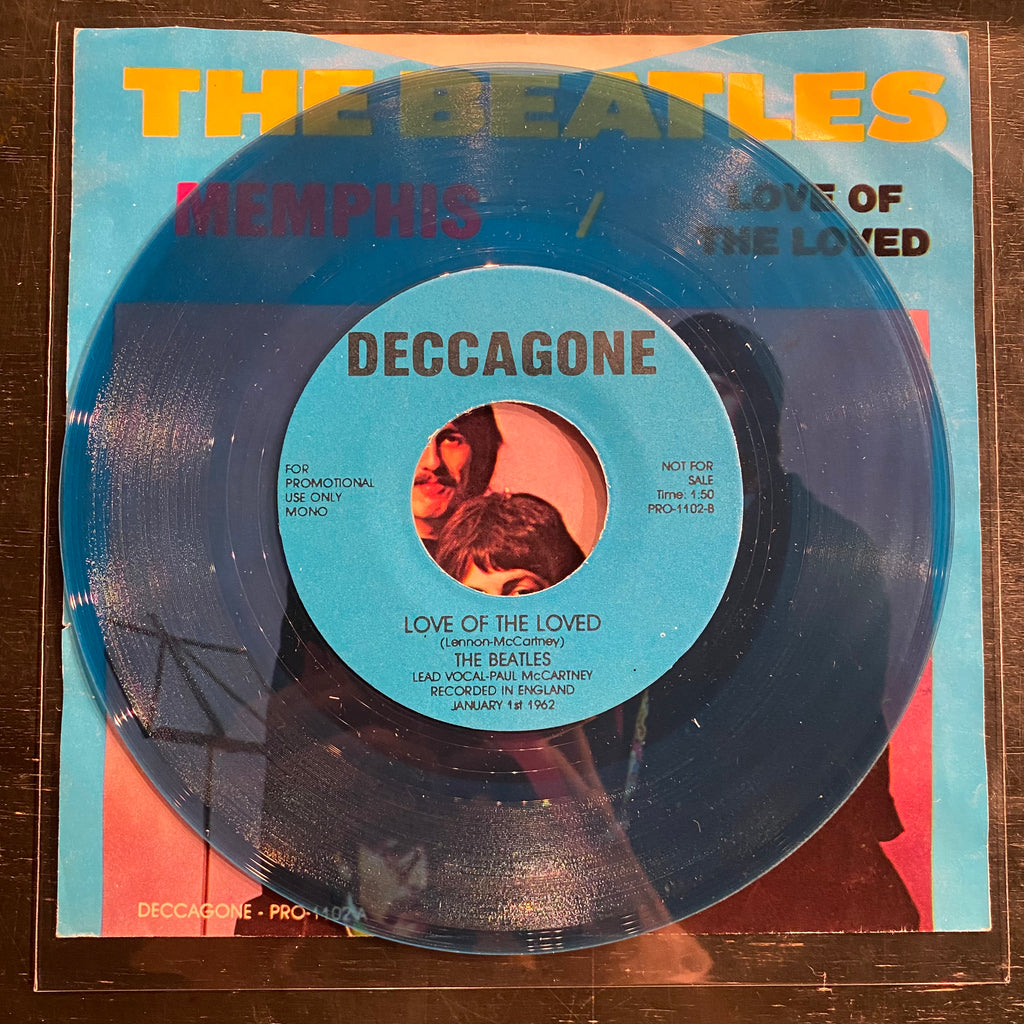 THE BEATLES
MEMPHIS / LOVE OF
THE LOVED
DECCAGONE
FOR
PROMOTIONAL
USE ONLY
MONO
NOT FOR
SALE
Time: 1:50
PRO-1102-B
LOVE OF THE LOVED
(Lennon-McCartney)
THE BEATLES
LEAD VOCAL-PAUL McCARTNEY
RECORDED IN ENGLAND
JANUARY 1st 1962
DECCAGONE - PRO-1102-A